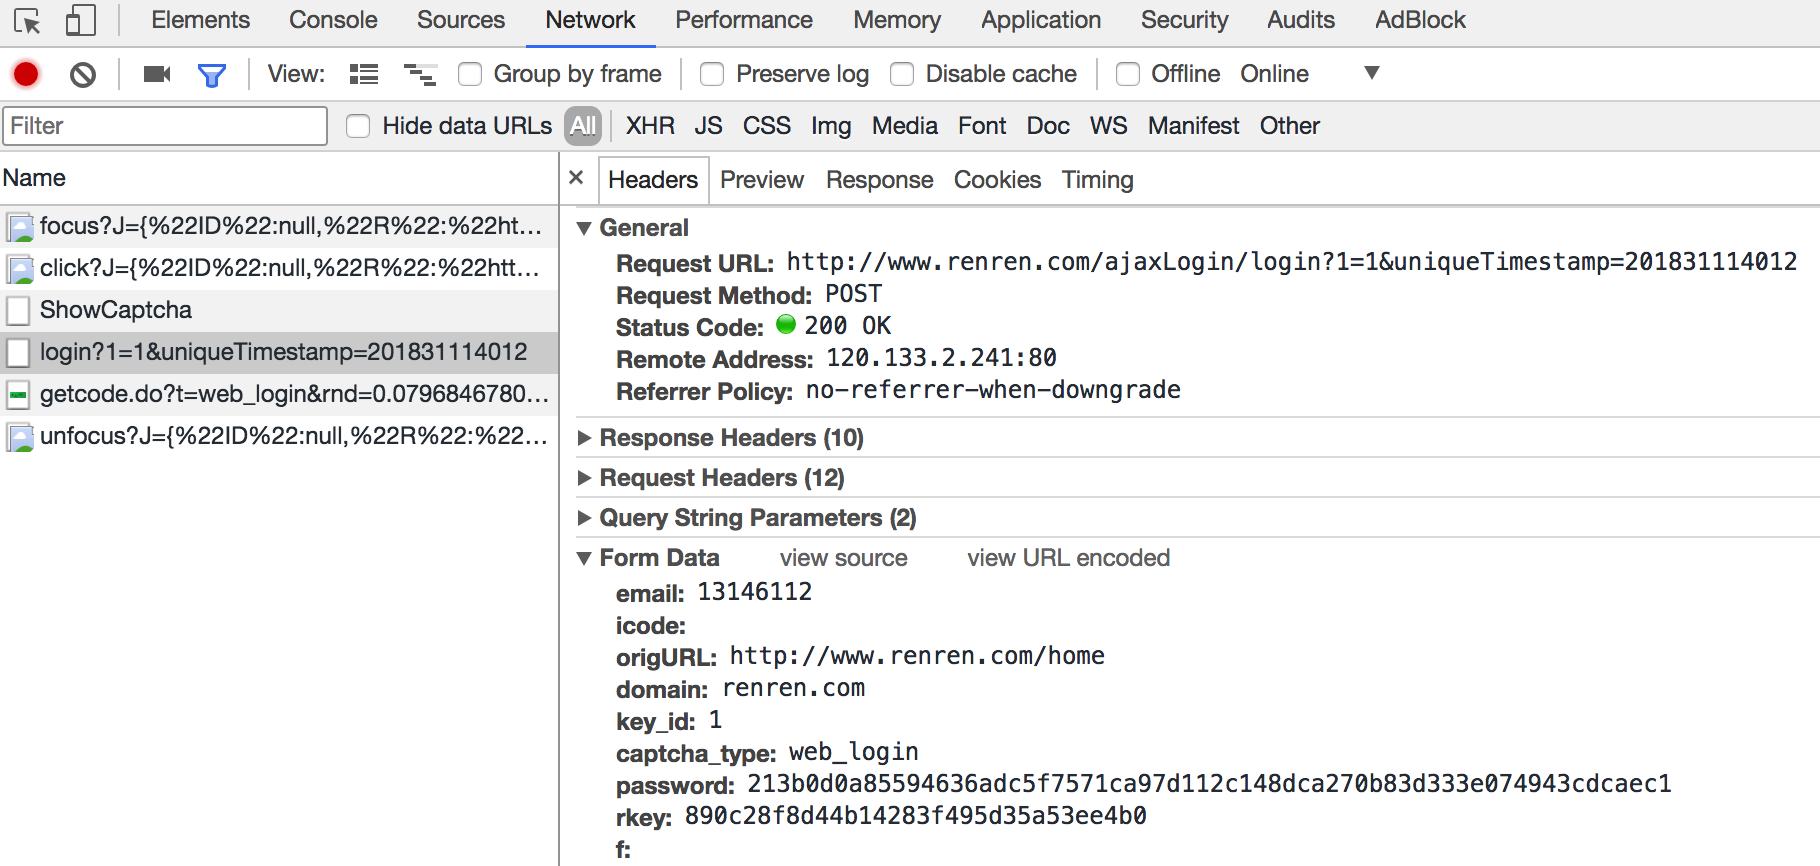 Elements Console Sources Network Performance Memory Application Security Audits AdBlock
View: Group by frame Preserve log Disable cache Offline Online
Filter Hide data URLs All XHR JS CSS Img Media Font Doc WS Manifest Other
Name
× Headers Preview Response Cookies Timing
focus?J={%22ID%22:null,%22R%22:%22ht...
click?J={%22ID%22:null,%22R%22:%22htt...
ShowCaptcha
login?1=1&uniqueTimestamp=201831114012
getcode.do?t=web_login&rnd=0.0796846780...
unfocus?J={%22ID%22:null,%22R%22:%22...
General
Request URL: http://www.renren.com/ajaxLogin/login?1=1&uniqueTimestamp=201831114012
Request Method: POST
Status Code: 200 OK
Remote Address: 120.133.2.241:80
Referrer Policy: no-referrer-when-downgrade
Response Headers (10)
Request Headers (12)
Query String Parameters (2)
Form Data view source view URL encoded
email: 13146112
icode:
origURL: http://www.renren.com/home
domain: renren.com
key_id: 1
captcha_type: web_login
password: 213b0d0a85594636adc5f7571ca97d112c148dca270b83d333e074943cdcaec1
rkey: 890c28f8d44b14283f495d35a53ee4b0
f: